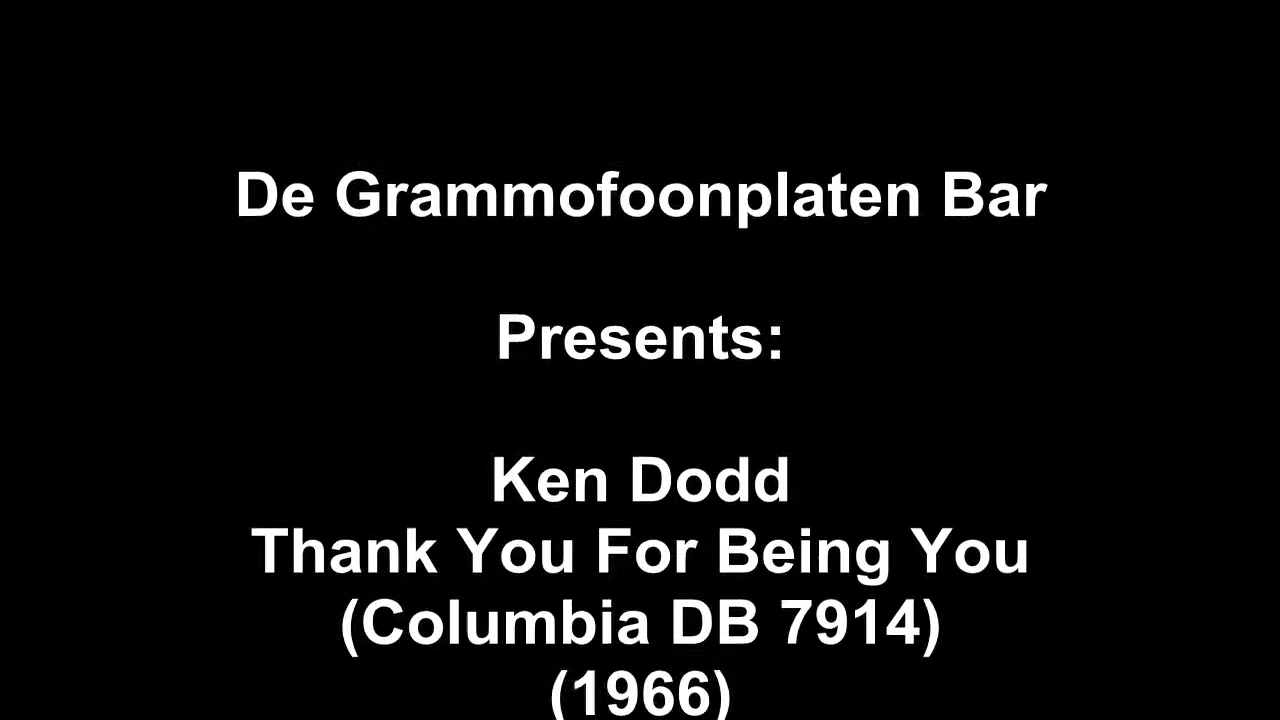 De Grammofoonplaten Bar
Presents:
Ken Dodd
Thank You For Being You
(Columbia DB 7914)
(1966)